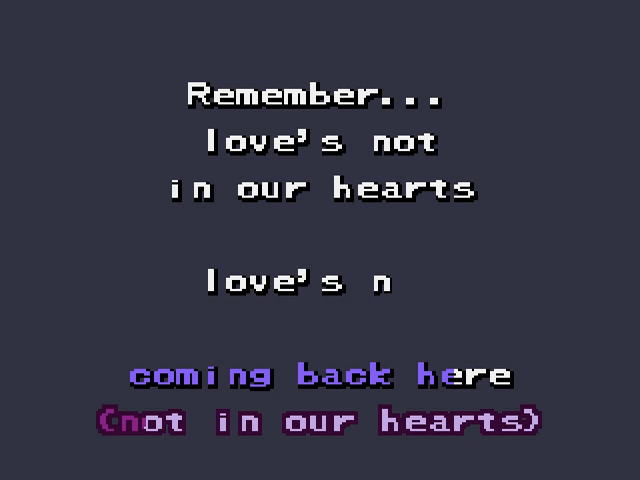 Remember...
love's not
in our hearts
love's n
coming back here
(not in our hearts)